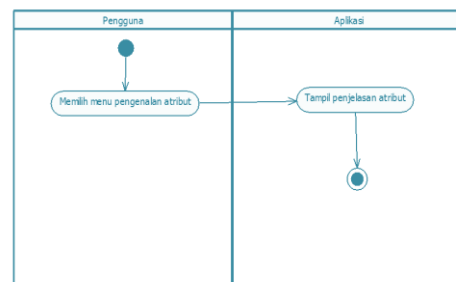 Pengguna
Aplikasi
Memilih menu pengenalan atribut
Tampil penjelasan atribut